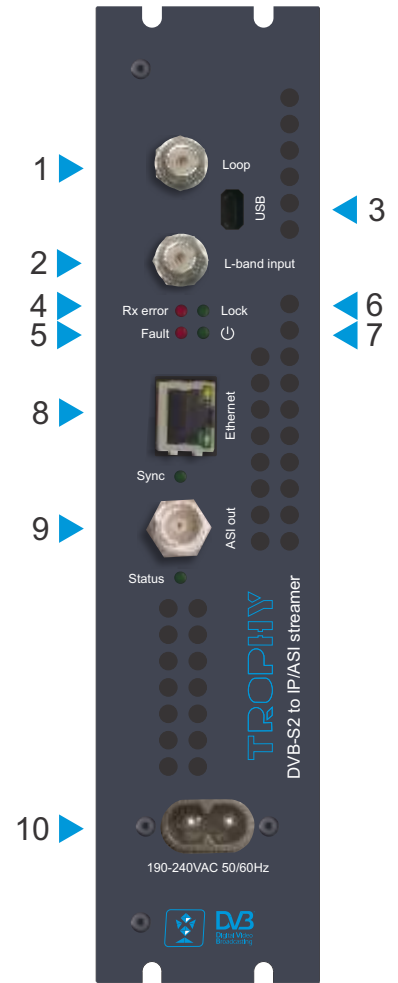 1
Loop
USB
3
2
L-band input
4
Rx error
Lock
6
5
Fault
7
8
Ethernet
Sync
9
ASI out
Status
TROPHY
DVB-S2 to IP/ASI streamer
10
190-240VAC 50/60Hz
DVB
Digital Video
Broadcasting